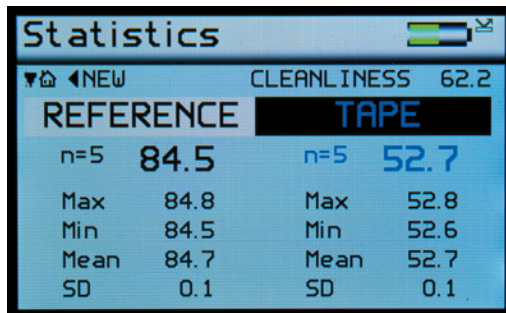 Statistics
◀NEW CLEANLINESS 62.2
REFERENCE TAPE
n=5 84.5 n=5 52.7
Max 84.8 Max 52.8
Min 84.5 Min 52.6
Mean 84.7 Mean 52.7
SD 0.1 SD 0.1